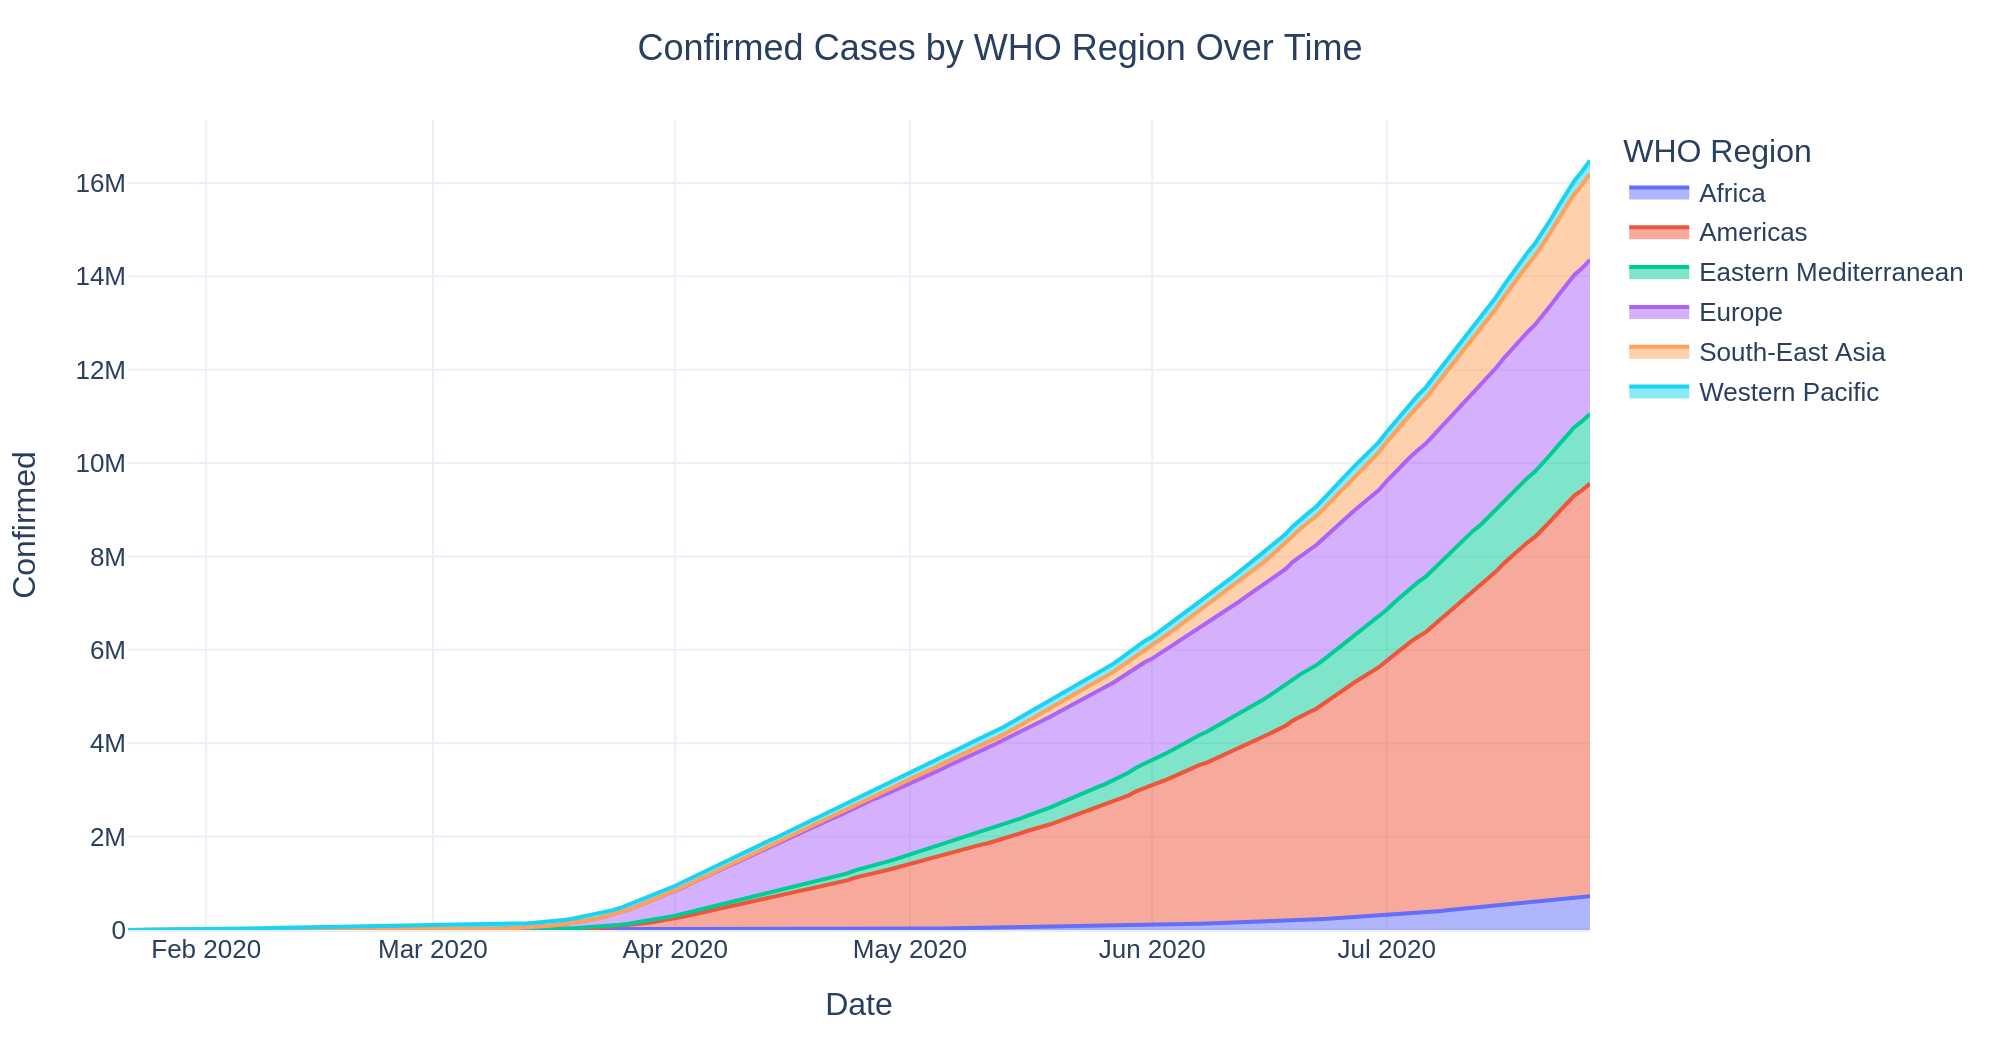 Confirmed Cases by WHO Region Over Time
WHO Region
Africa
Americas
Eastern Mediterranean
Europe
South-East Asia
Western Pacific
Confirmed
16M
14M
12M
10M
8M
6M
4M
2M
0
Feb 2020
Mar 2020
Apr 2020
May 2020
Jun 2020
Jul 2020
Date